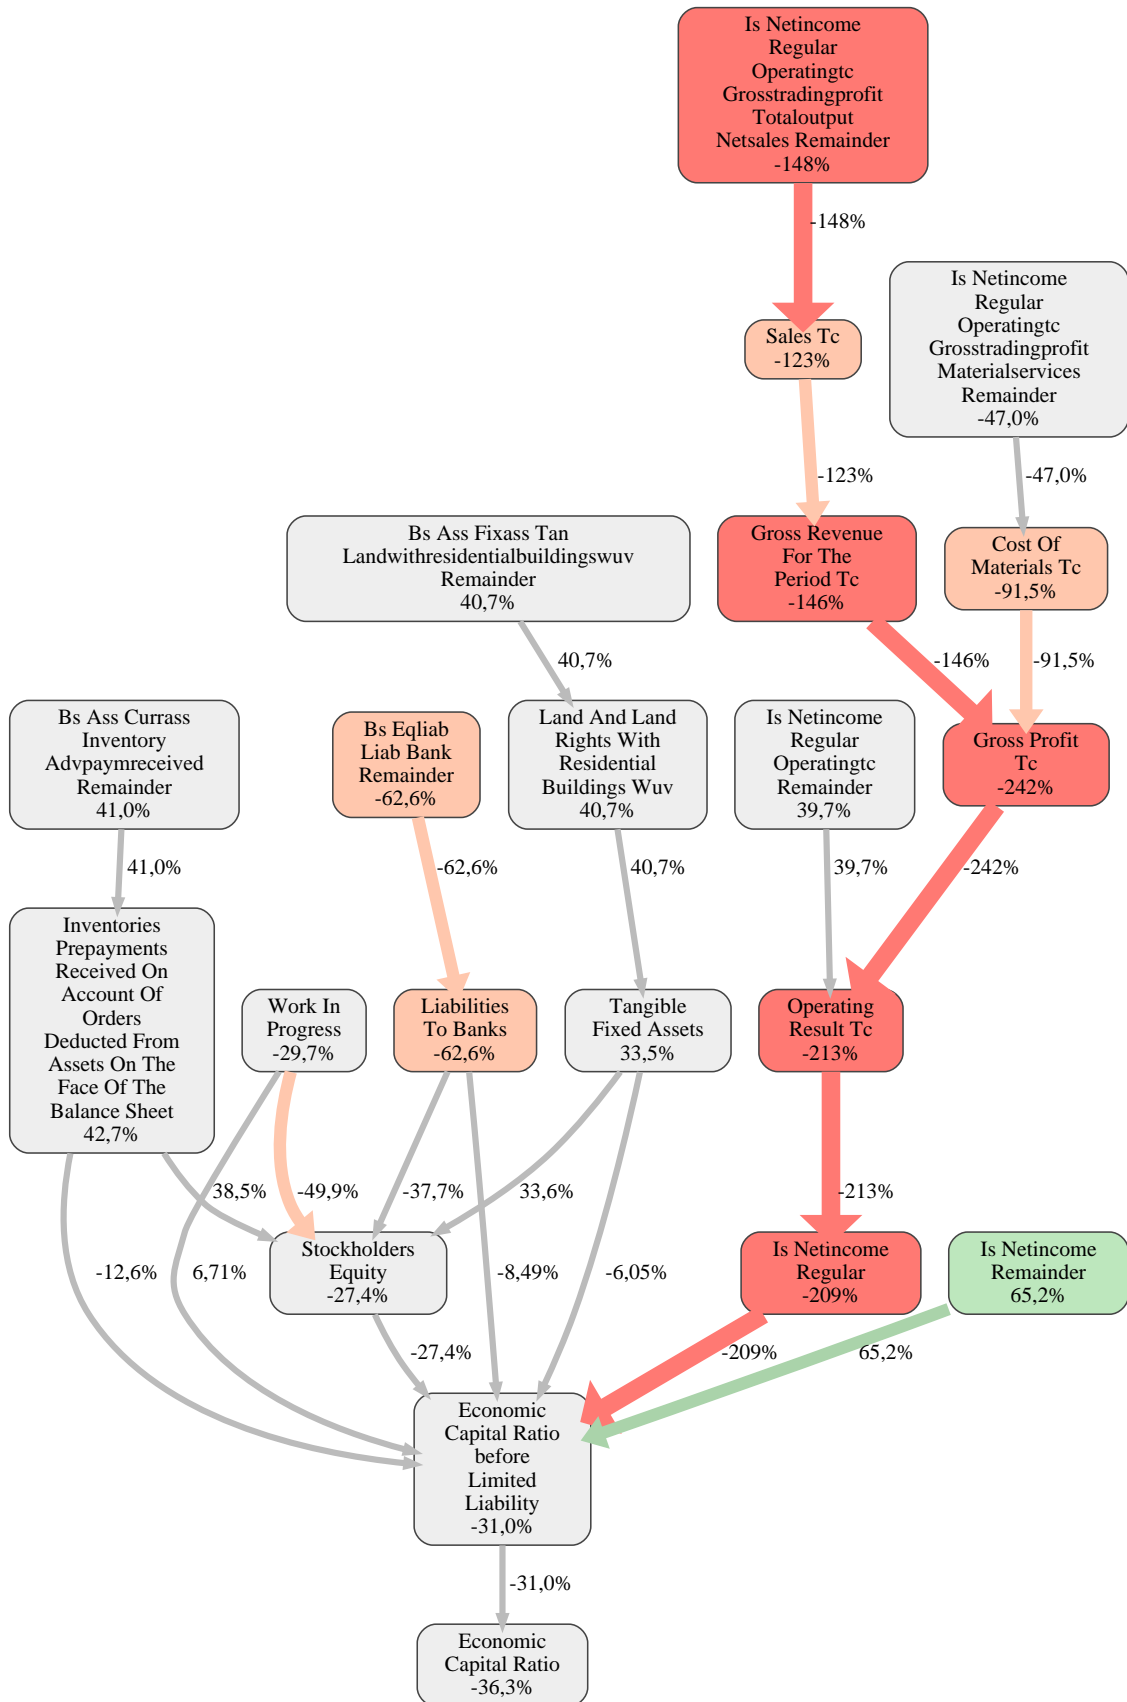 Is Netincome
Regular
Operatingtc
Grosstradingprofit
Totaloutput
Netsales Remainder
-148%
-148%
Is Netincome
Regular
Operatingtc
Grosstradingprofit
Materialservices
Remainder
-47,0%
Sales Tc
-123%
-123%
-47,0%
Bs Ass Fixass Tan
Landwithresidentialbuildingswuv
Remainder
40,7%
Gross Revenue
For The
Period Tc
-146%
Cost Of
Materials Tc
-91,5%
40,7%
-146%
-91,5%
Bs Ass Currass
Inventory
Advpaymreceived
Remainder
41,0%
Bs Eqliab
Liab Bank
Remainder
-62,6%
Land And Land
Rights With
Residential
Buildings Wuv
40,7%
Is Netincome
Regular
Operatingtc
Remainder
39,7%
Gross Profit
Tc
-242%
41,0%
-62,6%
40,7%
39,7%
-242%
Inventories
Prepayments
Received On
Account Of
Orders
Deducted From
Assets On The
Face Of The
Balance Sheet
42,7%
Work In
Progress
-29,7%
Liabilities
To Banks
-62,6%
Tangible
Fixed Assets
33,5%
Operating
Result Tc
-213%
38,5%
-49,9%
-37,7%
33,6%
-213%
Stockholders
Equity
-27,4%
Is Netincome
Regular
-209%
Is Netincome
Remainder
65,2%
-12,6%
6,71%
-8,49%
-6,05%
-27,4%
-209%
65,2%
Economic
Capital Ratio
before
Limited
Liability
-31,0%
-31,0%
Economic
Capital Ratio
-36,3%